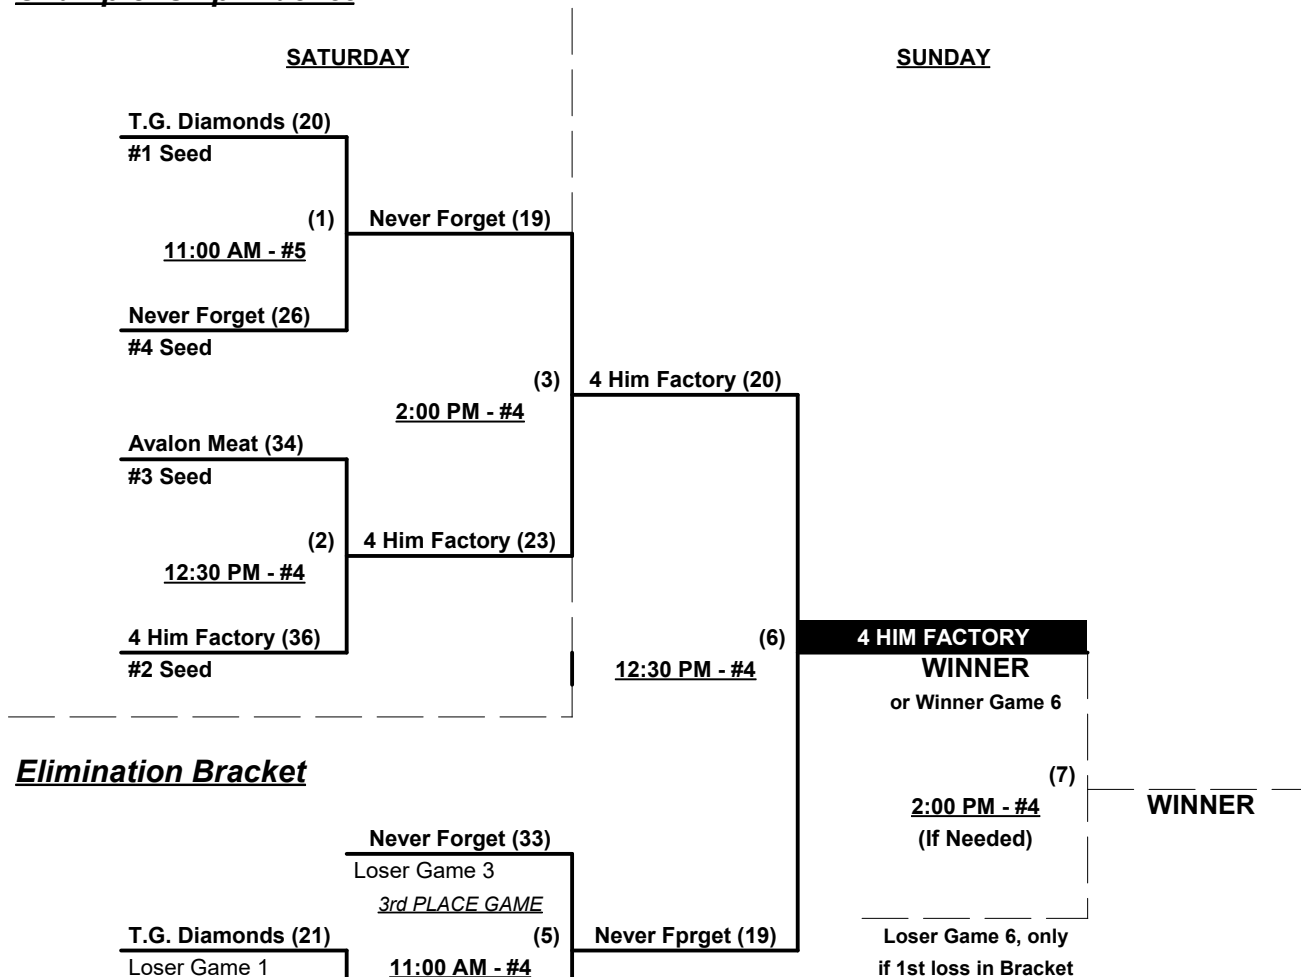 SATURDAY
SUNDAY
T.G. Diamonds (20)
#1 Seed
(1)
Never Forget (19)
11:00 AM - #5
Never Forget (26)
#4 Seed
(3)
4 Him Factory (20)
2:00 PM - #4
Avalon Meat (34)
#3 Seed
(2)
4 Him Factory (23)
12:30 PM - #4
4 Him Factory (36)
#2 Seed
(6)
4 HIM FACTORY
12:30 PM - #4
WINNER
or Winner Game 6
Elimination Bracket
(7)
2:00 PM - #4
WINNER
(If Needed)
Never Forget (33)
Loser Game 3
3rd PLACE GAME
T.G. Diamonds (21)
(5)
Never Fprget (19)
Loser Game 6, only
Loser Game 1
11:00 AM - #4
if 1st loss in Bracket